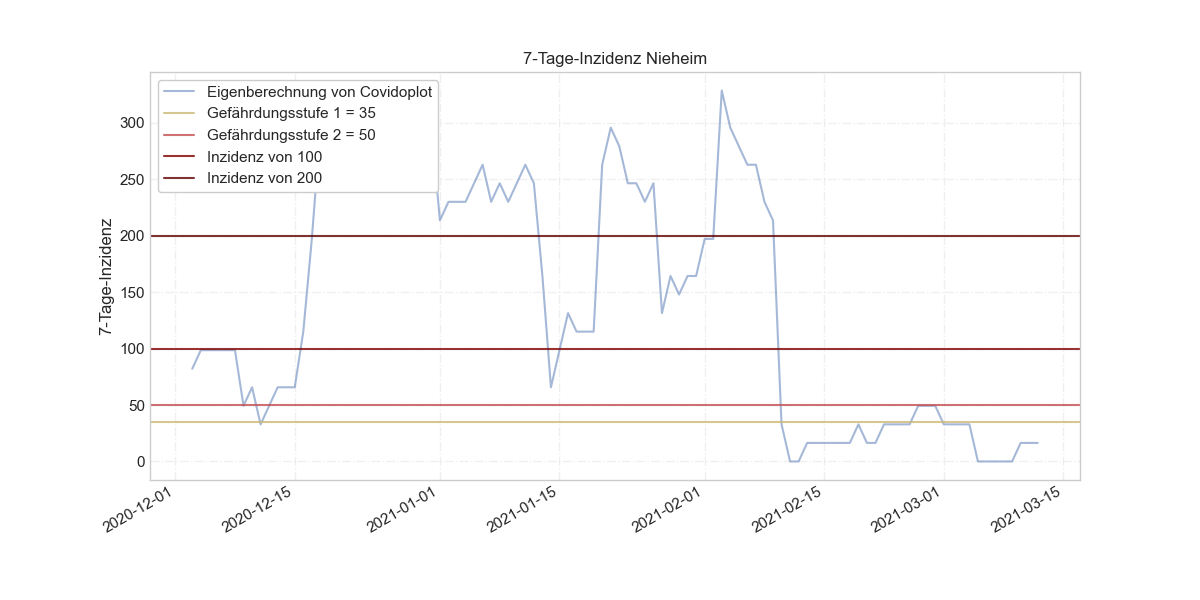 7-Tage-Inzidenz Nieheim
Eigenberechnung von Covidoplot
Gefährdungsstufe 1 = 35
Gefährdungsstufe 2 = 50
Inzidenz von 100
Inzidenz von 200
7-Tage-Inzidenz
300
250
200
150
100
50
0
2020-12-01
2020-12-15
2021-01-01
2021-01-15
2021-02-01
2021-02-15
2021-03-01
2021-03-15